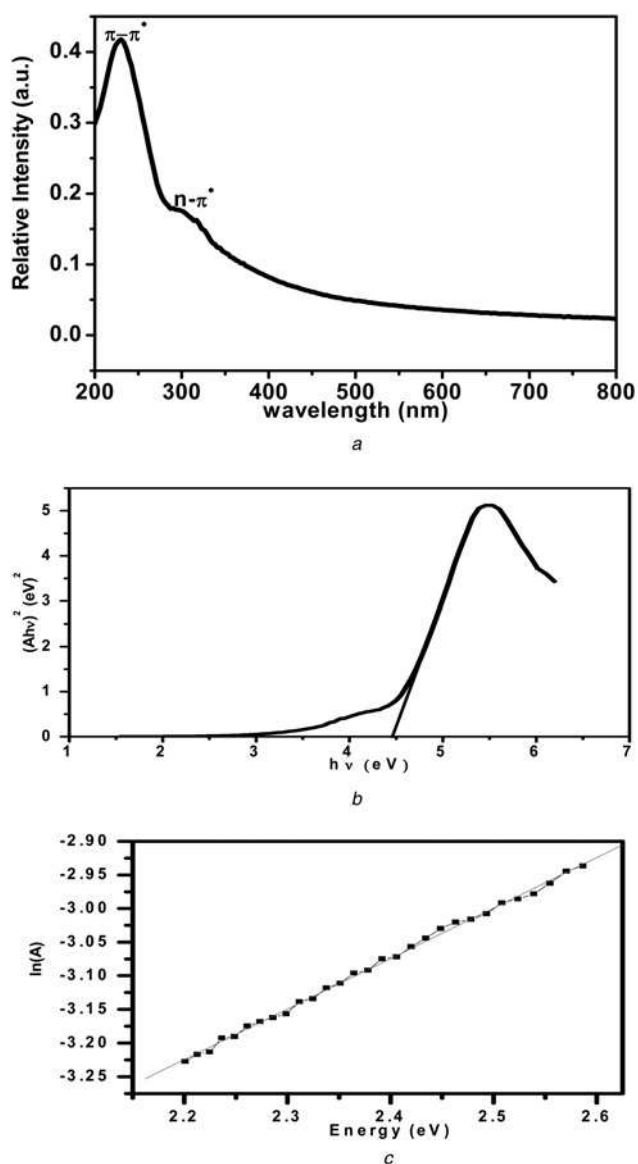 π–π*
n-π*
Relative Intensity (a.u.)
0.4
0.3
0.2
0.1
0.0
200 300 400 500 600 700 800
wavelength (nm)
a
(Ahν)² (eV)²
5
4
3
2
1
0
1 2 3 4 5 6 7
hν (eV)
b
ln(A)
-2.90
-2.95
-3.00
-3.05
-3.10
-3.15
-3.20
-3.25
2.2 2.3 2.4 2.5 2.6
Energy (eV)
c